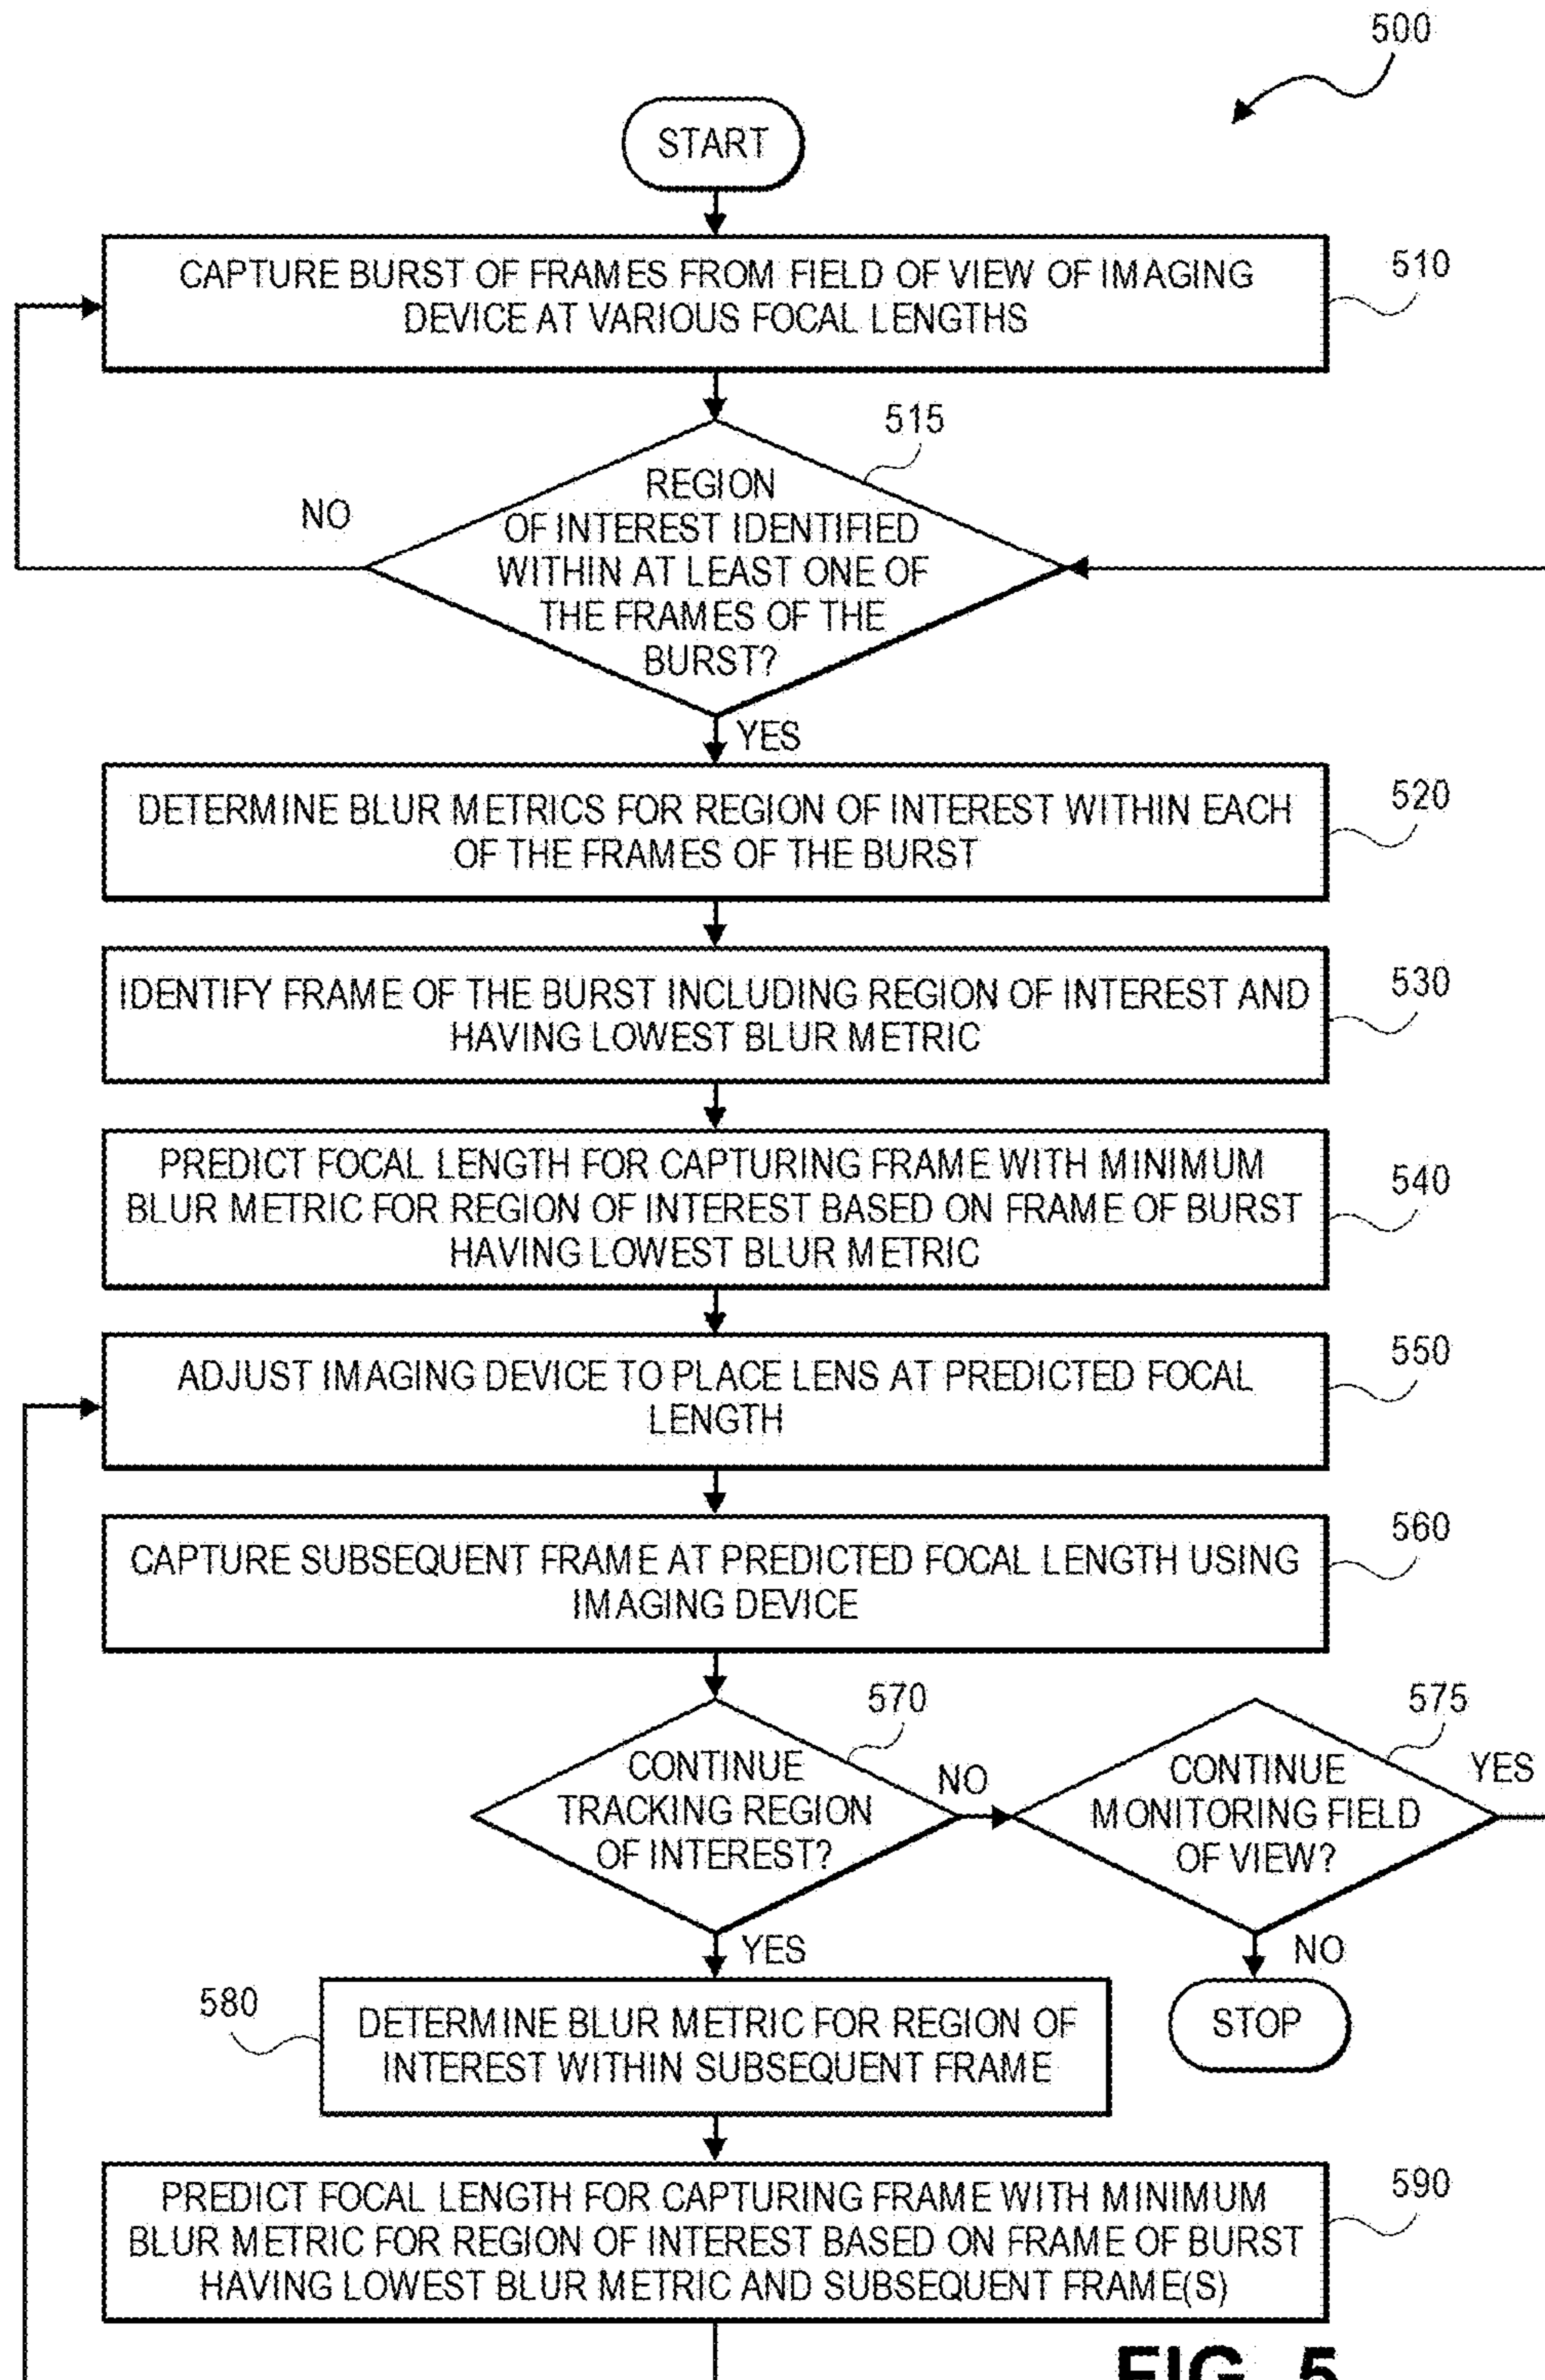 500
START
CAPTURE BURST OF FRAMES FROM FIELD OF VIEW OF IMAGING
DEVICE AT VARIOUS FOCAL LENGTHS
510
515
REGION
OF INTEREST IDENTIFIED
WITHIN AT LEAST ONE OF
THE FRAMES OF THE
BURST?
NO
YES
DETERMINE BLUR METRICS FOR REGION OF INTEREST WITHIN EACH
OF THE FRAMES OF THE BURST
520
IDENTIFY FRAME OF THE BURST INCLUDING REGION OF INTEREST AND
HAVING LOWEST BLUR METRIC
530
PREDICT FOCAL LENGTH FOR CAPTURING FRAME WITH MINIMUM
BLUR METRIC FOR REGION OF INTEREST BASED ON FRAME OF BURST
HAVING LOWEST BLUR METRIC
540
ADJUST IMAGING DEVICE TO PLACE LENS AT PREDICTED FOCAL
LENGTH
550
CAPTURE SUBSEQUENT FRAME AT PREDICTED FOCAL LENGTH USING
IMAGING DEVICE
560
570
CONTINUE
TRACKING REGION
OF INTEREST?
NO
575
CONTINUE
MONITORING FIELD
OF VIEW?
YES
YES
NO
STOP
580
DETERMINE BLUR METRIC FOR REGION OF
INTEREST WITHIN SUBSEQUENT FRAME
PREDICT FOCAL LENGTH FOR CAPTURING FRAME WITH MINIMUM
BLUR METRIC FOR REGION OF INTEREST BASED ON FRAME OF BURST
HAVING LOWEST BLUR METRIC AND SUBSEQUENT FRAME(S)
590
FIG. 5